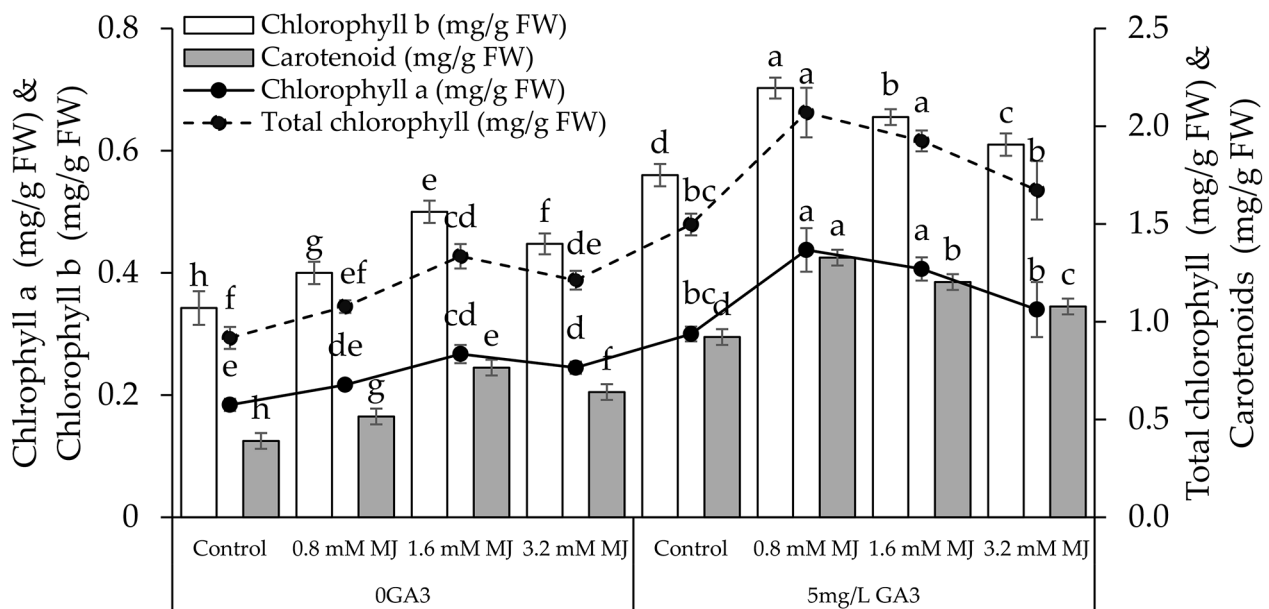 Chlorophyll b (mg/g FW)
Carotenoid (mg/g FW)
Chlorophyll a (mg/g FW)
Total chlorophyll (mg/g FW)
Chlrophyll a (mg/g FW) &
Chlorophyll b (mg/g FW)
0.8
0.6
0.4
0.2
0
h
f
e
h
g
ef
de
g
e
cd
cd
e
f
de
d
f
d
bc
bc
d
a
a
a
a
b
a
a
b
c
b
b
c
2.5
2.0
1.5
1.0
0.5
0.0
Total chlorophyll (mg/g FW) &
Carotenoids (mg/g FW)
Control 0.8 mM MJ 1.6 mM MJ 3.2 mM MJ Control 0.8 mM MJ 1.6 mM MJ 3.2 mM MJ
0GA3 5mg/L GA3